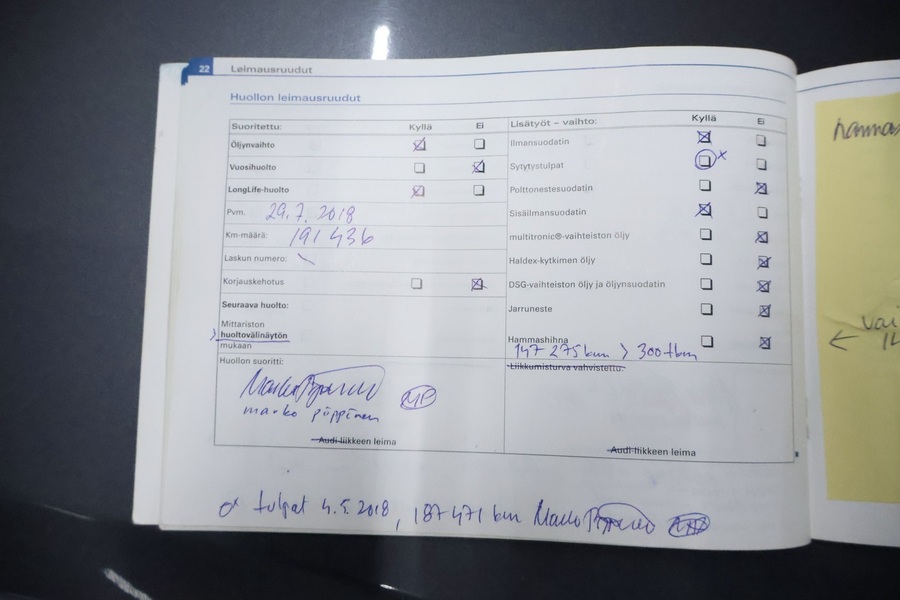 22 Leimausruudut
Huollon leimausruudut
Suoritettu: Kyllä Ei
Öljynvaihto
Vuosihuolto
LongLife-huolto
Pvm. 29.7.2018
Km-määrä: 191 436
Laskun numero:
Korjauskehotus
Seuraava huolto:
Mittariston
huoltovälinäytön
mukaan
Huollon suoritti:
marko
Audi-liikkeen leima
Lisätyöt – vaihto: Kyllä Ei
Ilmansuodatin
Sytytystulpat x
Polttonestesuodatin
Sisäilmansuodatin
multitronic®-vaihteiston öljy
Haldex-kytkimen öljy
DSG-vaihteiston öljy ja öljynsuodatin
Jarruneste
Hammashihna
147 275 km > 300 tkm
Liikkumisturva vahvistettu:
Audi-liikkeen leima
tulpat 4.5.2018, 187471 km